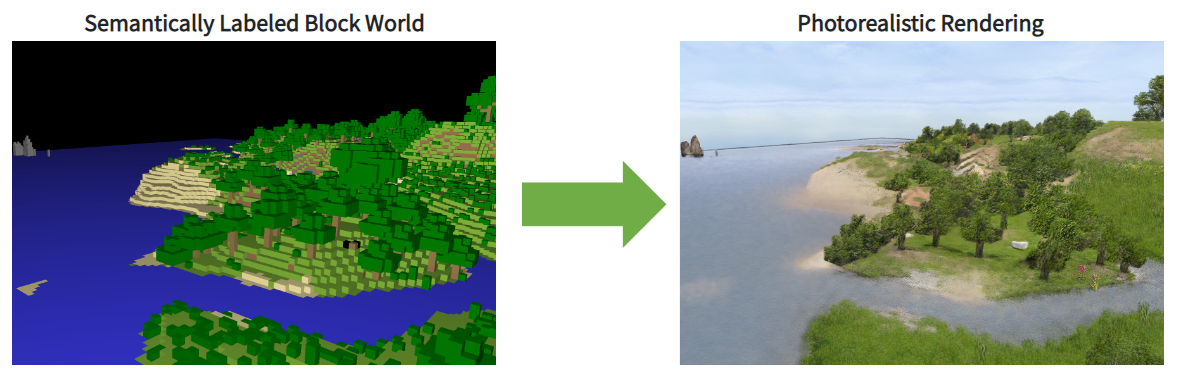 Semantically Labeled Block World
Photorealistic Rendering